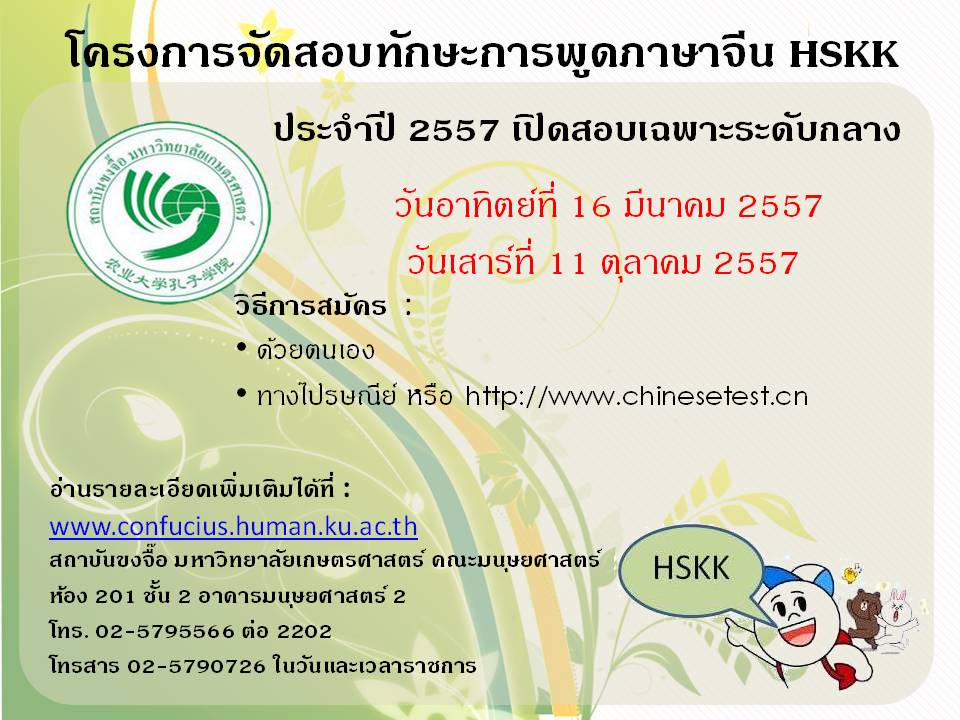 โครงการจัดสอบทักษะการพูดภาษาจีน HSKK
ประจำปี 2557 เปิดสอบเฉพาะระดับกลาง
สถาบันขงจื่อ มหาวิทยาลัยเกษตรศาสตร์
农业大学孔子学院
วันอาทิตย์ที่ 16 มีนาคม 2557
วันเสาร์ที่ 11 ตุลาคม 2557
วิธีการสมัคร :
• ด้วยตนเอง
• ทางไปรษณีย์ หรือ http://www.chinesetest.cn
อ่านรายละเอียดเพิ่มเติมได้ที่ :
www.confucius.human.ku.ac.th
สถาบันขงจื๊อ มหาวิทยาลัยเกษตรศาสตร์ คณะมนุษยศาสตร์
ห้อง 201 ชั้น 2 อาคารมนุษยศาสตร์ 2
โทร. 02-5795566 ต่อ 2202
โทรสาร 02-5790726 ในวันและเวลาราชการ
HSKK